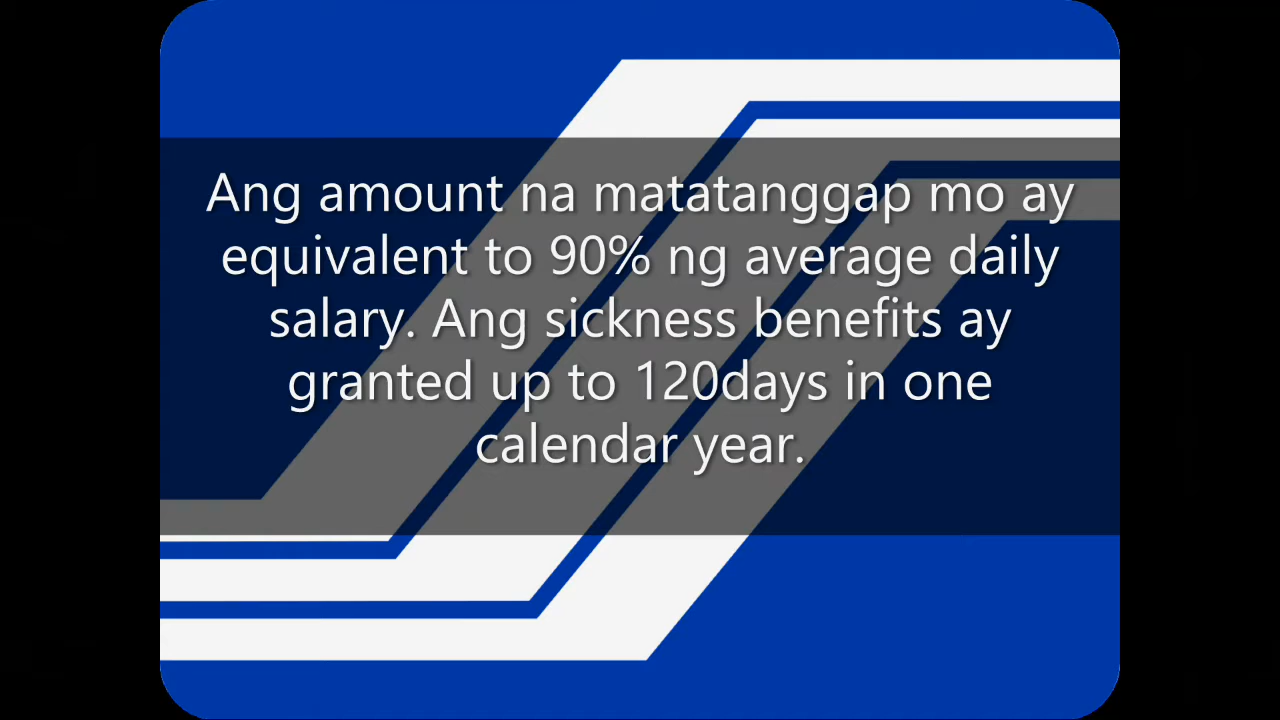 Ang amount na matatanggap mo ay
equivalent to 90% ng average daily
salary. Ang sickness benefits ay
granted up to 120days in one
calendar year.